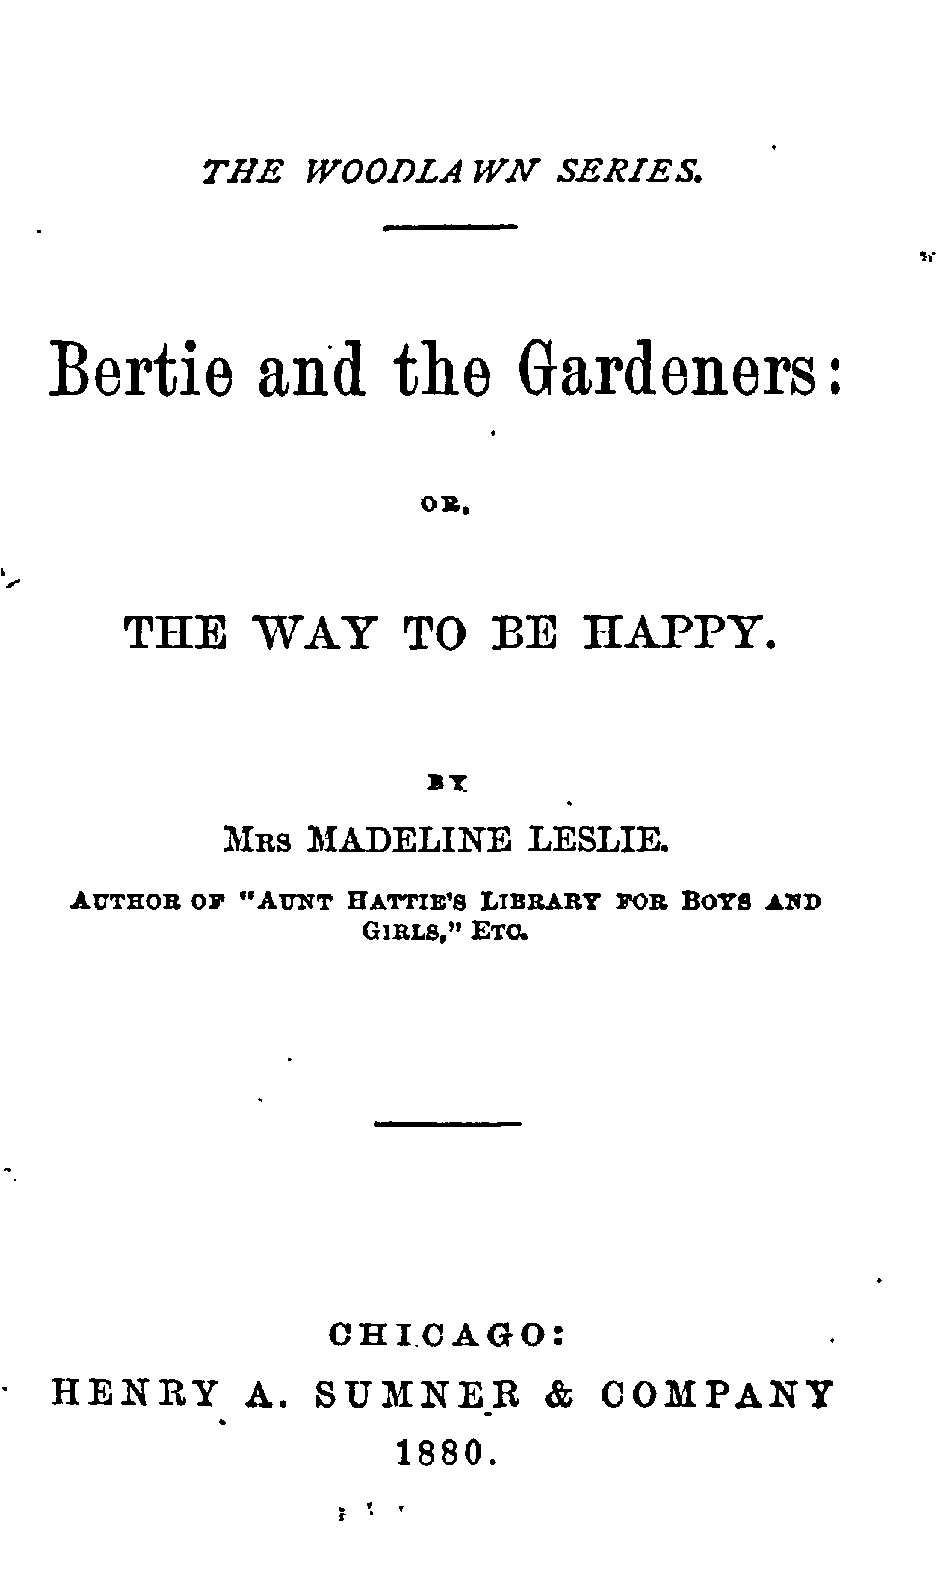 THE WOODLAWN SERIES.
Bertie and the Gardeners:
OR,
THE WAY TO BE HAPPY.
BY
MRS MADELINE LESLIE.
AUTHOR OF "AUNT HATTIE'S LIBRARY FOR BOYS AND
GIRLS," ETC.
CHICAGO:
HENRY A. SUMNER & COMPANY
1880.